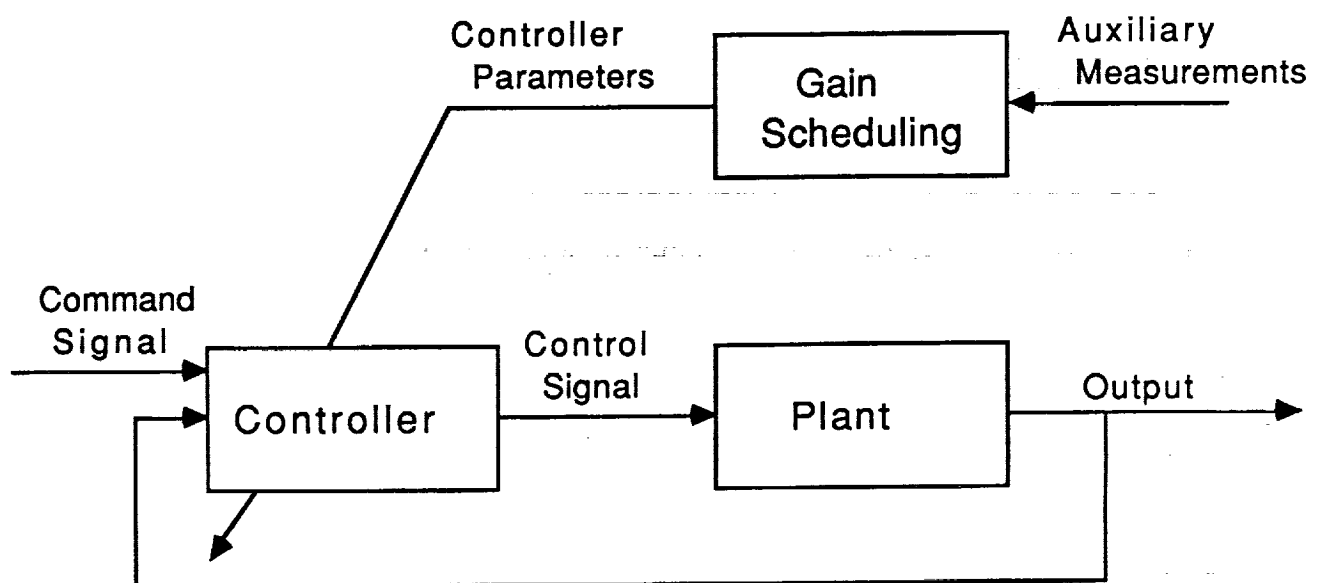 Controller
Parameters
Gain
Scheduling
Auxiliary
Measurements
Command
Signal
Controller
Control
Signal
Plant
Output